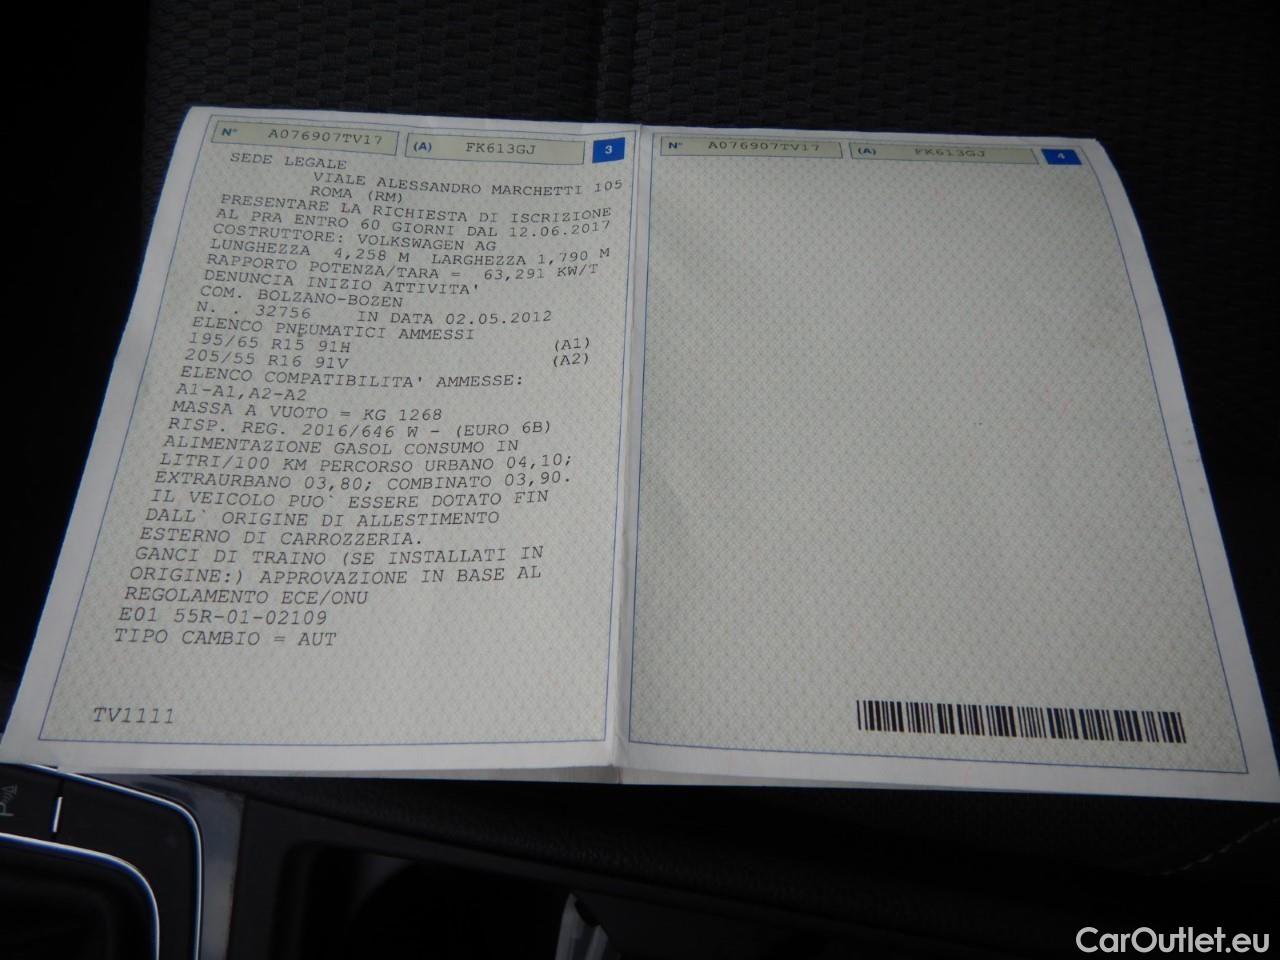 N° A076907TV17 (A) FK613GJ 3
SEDE LEGALE
VIALE ALESSANDRO MARCHETTI 105
ROMA (RM)
PRESENTARE LA RICHIESTA DI ISCRIZIONE
AL PRA ENTRO 60 GIORNI DAL 12.06.2017
COSTRUTTORE: VOLKSWAGEN AG
LUNGHEZZA 4,258 M LARGHEZZA 1,790 M
RAPPORTO POTENZA/TARA = 63,291 KW/T
DENUNCIA INIZIO ATTIVITA'
COM. BOLZANO-BOZEN
N. . 32756 IN DATA 02.05.2012
ELENCO PNEUMATICI AMMESSI
195/65 R15 91H (A1)
205/55 R16 91V (A2)
ELENCO COMPATIBILITA' AMMESSE:
A1-A1,A2-A2
MASSA A VUOTO = KG 1268
RISP. REG. 2016/646 W - (EURO 6B)
ALIMENTAZIONE GASOL CONSUMO IN
LITRI/100 KM PERCORSO URBANO 04,10;
EXTRAURBANO 03,80; COMBINATO 03,90.
IL VEICOLO PUO` ESSERE DOTATO FIN
DALL` ORIGINE DI ALLESTIMENTO
ESTERNO DI CARROZZERIA.
GANCI DI TRAINO (SE INSTALLATI IN
ORIGINE:) APPROVAZIONE IN BASE AL
REGOLAMENTO ECE/ONU
E01 55R-01-02109
TIPO CAMBIO = AUT
TV1111
N° A076907TV17 (A) FK613GJ 4
P
CarOutlet.eu